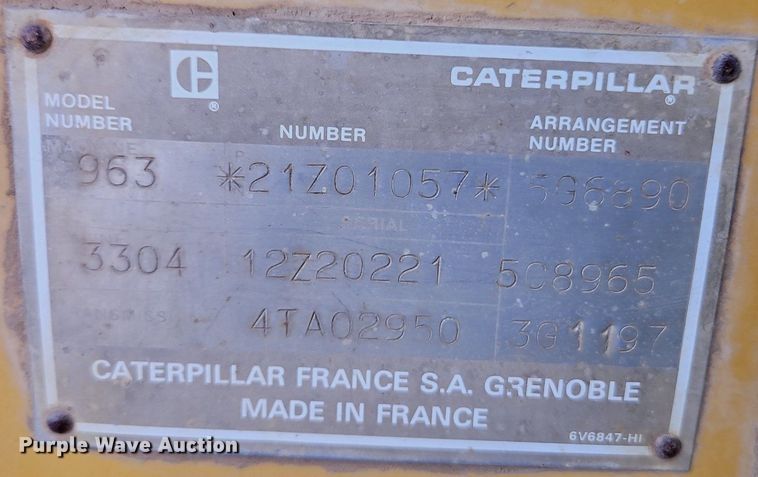 CATERPILLAR®
MODEL NUMBER NUMBER ARRANGEMENT NUMBER
MACHINE
963 *21Z01057* 5G6890
SERIAL
3304 12Z20221 5C8965
4TA02950 3G1197
CATERPILLAR FRANCE S.A. GRENOBLE
MADE IN FRANCE
6V6847-HI
Purple Wave Auction